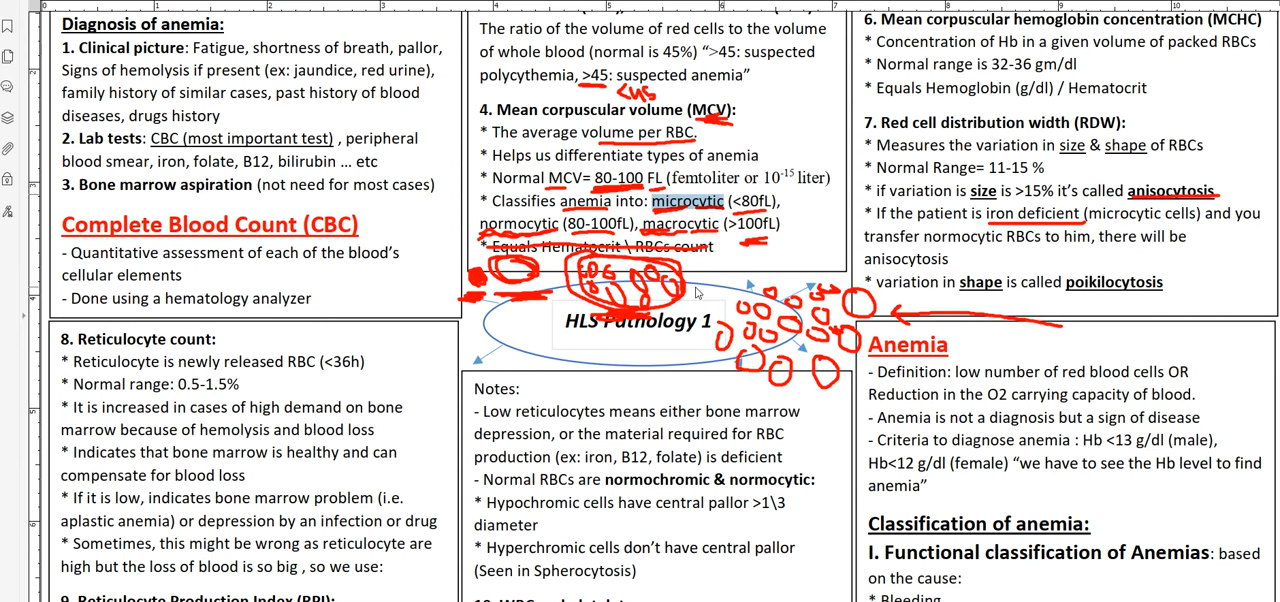 Diagnosis of anemia:
1. Clinical picture: Fatigue, shortness of breath, pallor,
Signs of hemolysis if present (ex: jaundice, red urine),
family history of similar cases, past history of blood
diseases, drugs history
2. Lab tests: CBC (most important test) , peripheral
blood smear, iron, folate, B12, bilirubin ... etc
3. Bone marrow aspiration (not need for most cases)
Complete Blood Count (CBC)
- Quantitative assessment of each of the blood's
cellular elements
- Done using a hematology analyzer
The ratio of the volume of red cells to the volume
of whole blood (normal is 45%) ">45: suspected
polycythemia, >45: suspected anemia"
<45
4. Mean corpuscular volume (MCV):
* The average volume per RBC.
* Helps us differentiate types of anemia
* Normal MCV= 80-100 FL (femtoliter or 10-15 liter)
* Classifies anemia into: microcytic (<80fL),
normocytic (80-100fL), macrocytic (>100fL)
* Equals Hematocrit \ RBCs count
6. Mean corpuscular hemoglobin concentration (MCHC)
* Concentration of Hb in a given volume of packed RBCs
* Normal range is 32-36 gm/dl
* Equals Hemoglobin (g/dl) / Hematocrit
7. Red cell distribution width (RDW):
* Measures the variation in size & shape of RBCs
* Normal Range= 11-15 %
* if variation is size is >15% it's called anisocytosis
* If the patient is iron deficient (microcytic cells) and you
transfer normocytic RBCs to him, there will be
anisocytosis
* variation in shape is called poikilocytosis
HLS Pathology 1
8. Reticulocyte count:
* Reticulocyte is newly released RBC (<36h)
* Normal range: 0.5-1.5%
* It is increased in cases of high demand on bone
marrow because of hemolysis and blood loss
* Indicates that bone marrow is healthy and can
compensate for blood loss
* If it is low, indicates bone marrow problem (i.e.
aplastic anemia) or depression by an infection or drug
* Sometimes, this might be wrong as reticulocyte are
high but the loss of blood is so big , so we use:
9. Reticulocyte Production Index (RPI):
Notes:
- Low reticulocytes means either bone marrow
depression, or the material required for RBC
production (ex: iron, B12, folate) is deficient
- Normal RBCs are normochromic & normocytic:
* Hypochromic cells have central pallor >1\3
diameter
* Hyperchromic cells don't have central pallor
(Seen in Spherocytosis)
Anemia
- Definition: low number of red blood cells OR
Reduction in the O2 carrying capacity of blood.
- Anemia is not a diagnosis but a sign of disease
- Criteria to diagnose anemia : Hb <13 g/dl (male),
Hb<12 g/dl (female) "we have to see the Hb level to find
anemia"
Classification of anemia:
I. Functional classification of Anemias: based
on the cause:
* Bleeding